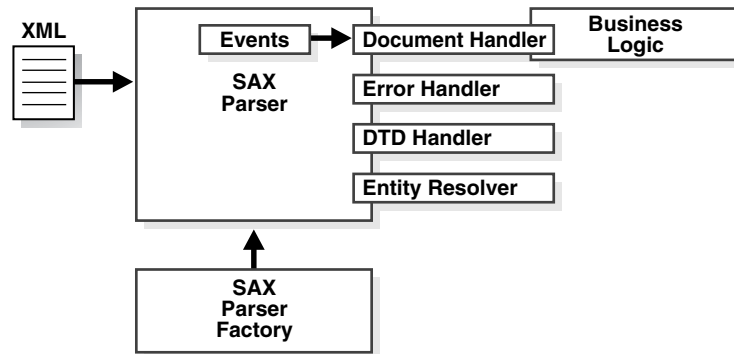 XML
Events
SAX
Parser
Document Handler
Error Handler
DTD Handler
Entity Resolver
Business
Logic
SAX
Parser
Factory